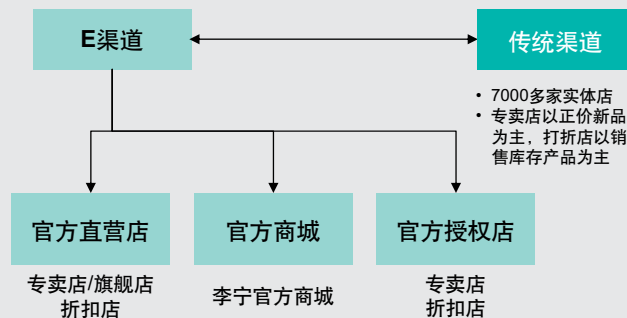 E渠道
传统渠道
• 7000多家实体店
• 专卖店以正价新品
为主，打折店以销
售库存产品为主
官方直营店
官方商城
官方授权店
专卖店/旗舰店
折扣店
李宁官方商城
专卖店
折扣店